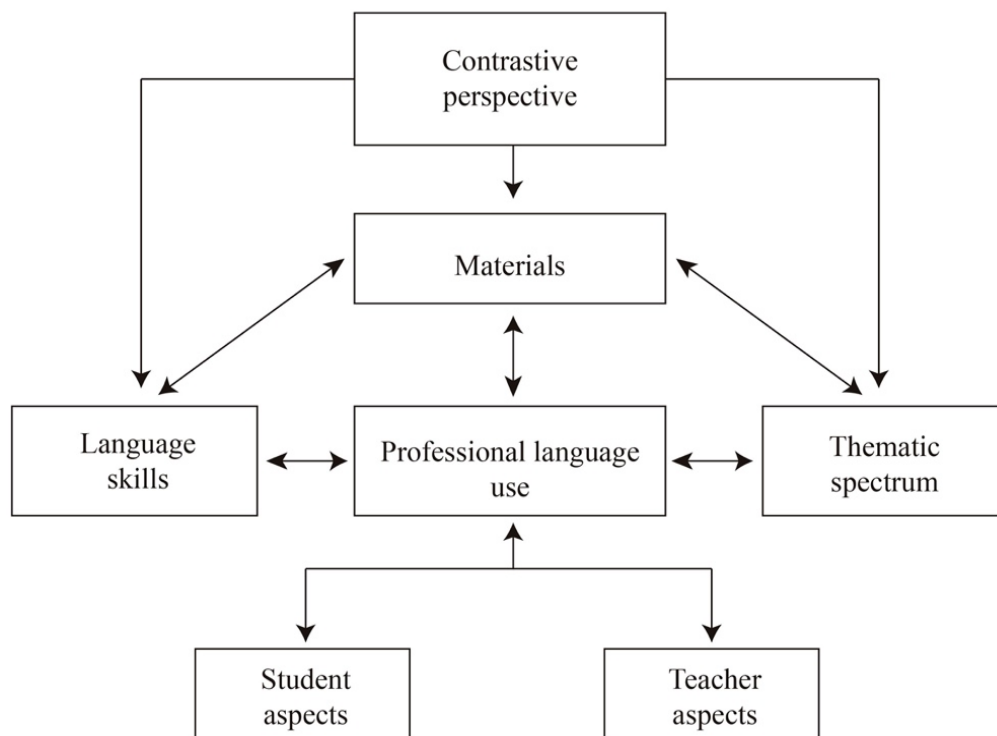 Contrastive
perspective
Materials
Language
skills
Professional language
use
Thematic
spectrum
Student
aspects
Teacher
aspects